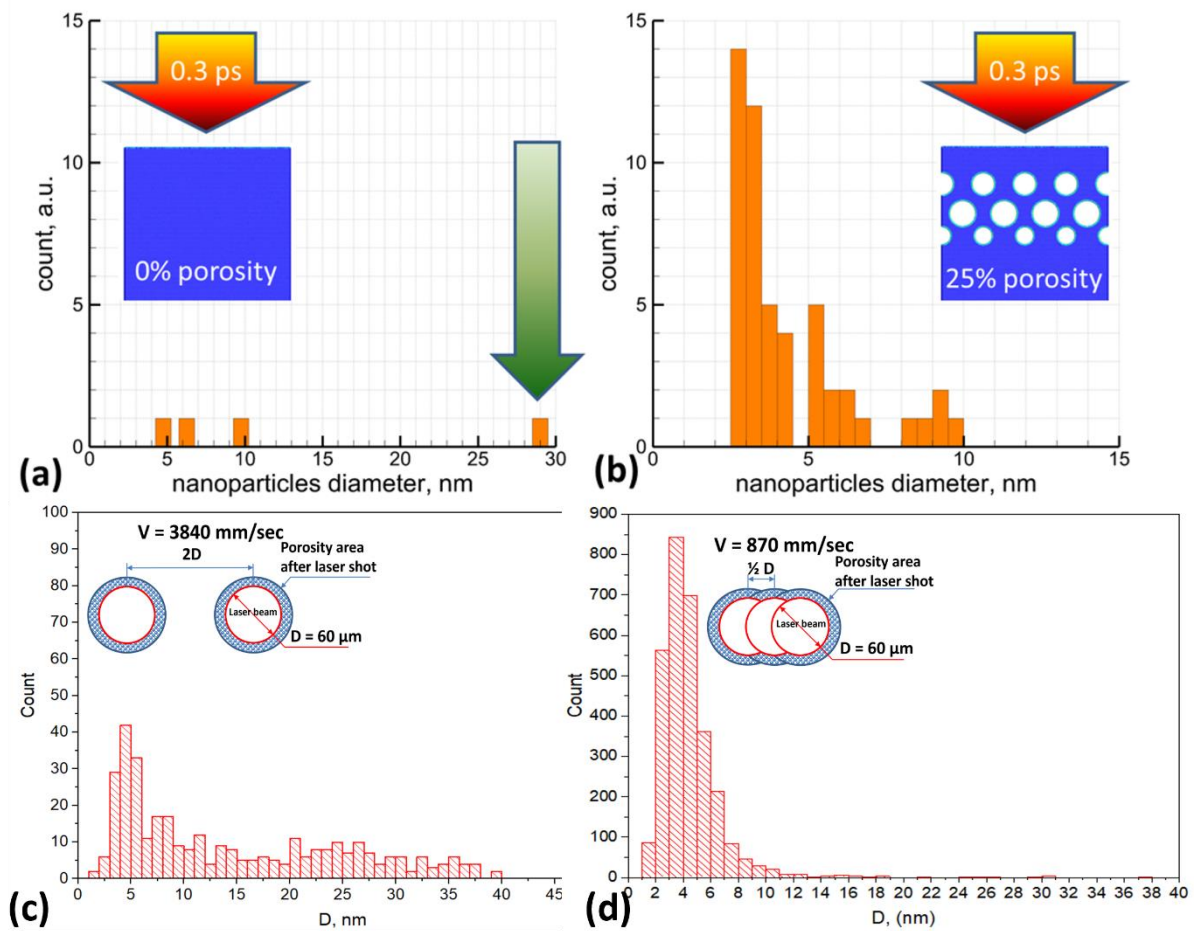 15
10
5
0
count, a.u.
0.3 ps
0% porosity
0 5 10 15 20 25 30
nanoparticles diameter, nm
(a)
15
10
5
0
count, a.u.
0.3 ps
25% porosity
0 5 10 15
nanoparticles diameter, nm
(b)
100
90
80
70
60
50
40
30
20
10
0
Count
V = 3840 mm/sec
2D
Porosity area
after laser shot
Laser beam
D = 60 µm
0 5 10 15 20 25 30 35 40 45
D, nm
(c)
900
800
700
600
500
400
300
200
100
0
Count
V = 870 mm/sec
½ D
Porosity area
after laser shot
Laser beam
D = 60 µm
0 2 4 6 8 10 12 14 16 18 20 22 24 26 28 30 32 34 36 38 40
D, (nm)
(d)